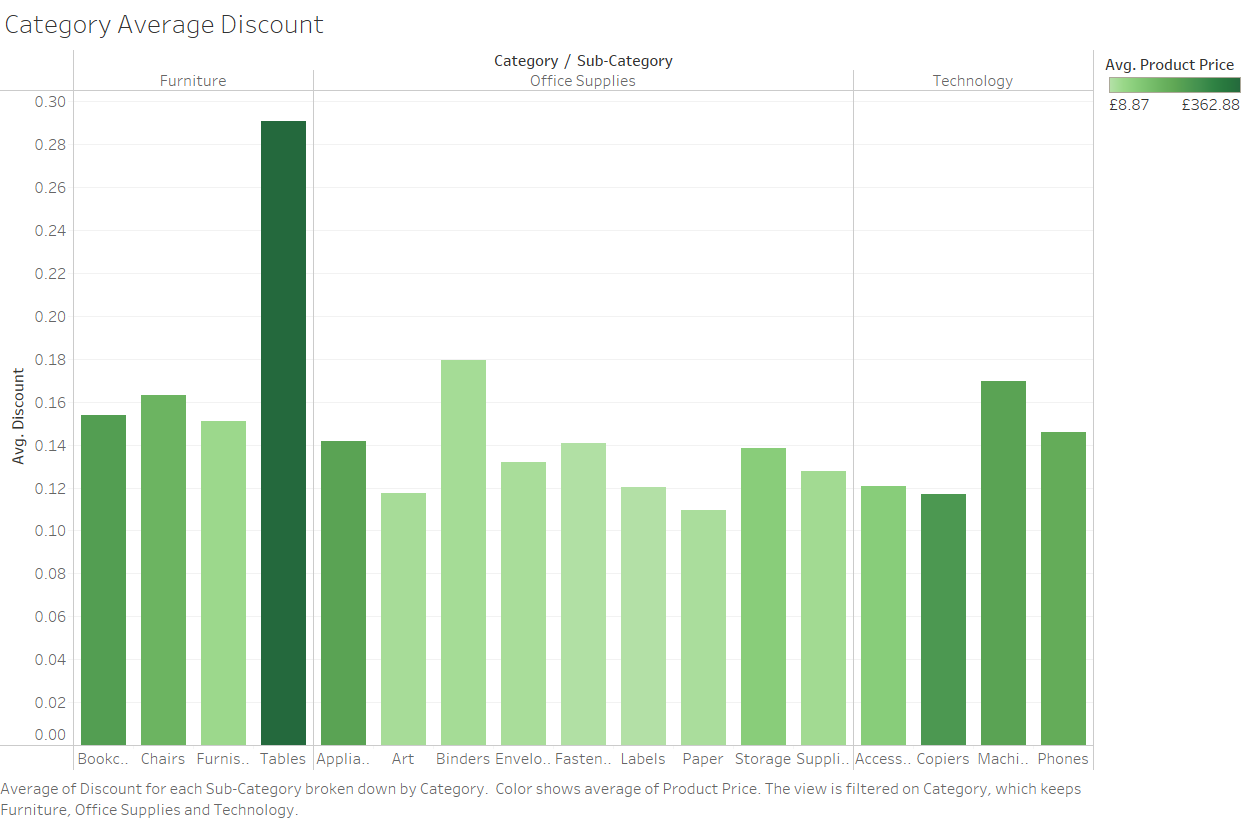 Category Average Discount
Category / Sub-Category
Furniture Office Supplies Technology
Avg. Product Price
£8.87 £362.88
Avg. Discount
0.30
0.28
0.26
0.24
0.22
0.20
0.18
0.16
0.14
0.12
0.10
0.08
0.06
0.04
0.02
0.00
Bookc.. Chairs Furnis.. Tables Applia.. Art Binders Envelo.. Fasten.. Labels Paper Storage Suppli.. Access.. Copiers Machi.. Phones
Average of Discount for each Sub-Category broken down by Category. Color shows average of Product Price. The view is filtered on Category, which keeps
Furniture, Office Supplies and Technology.